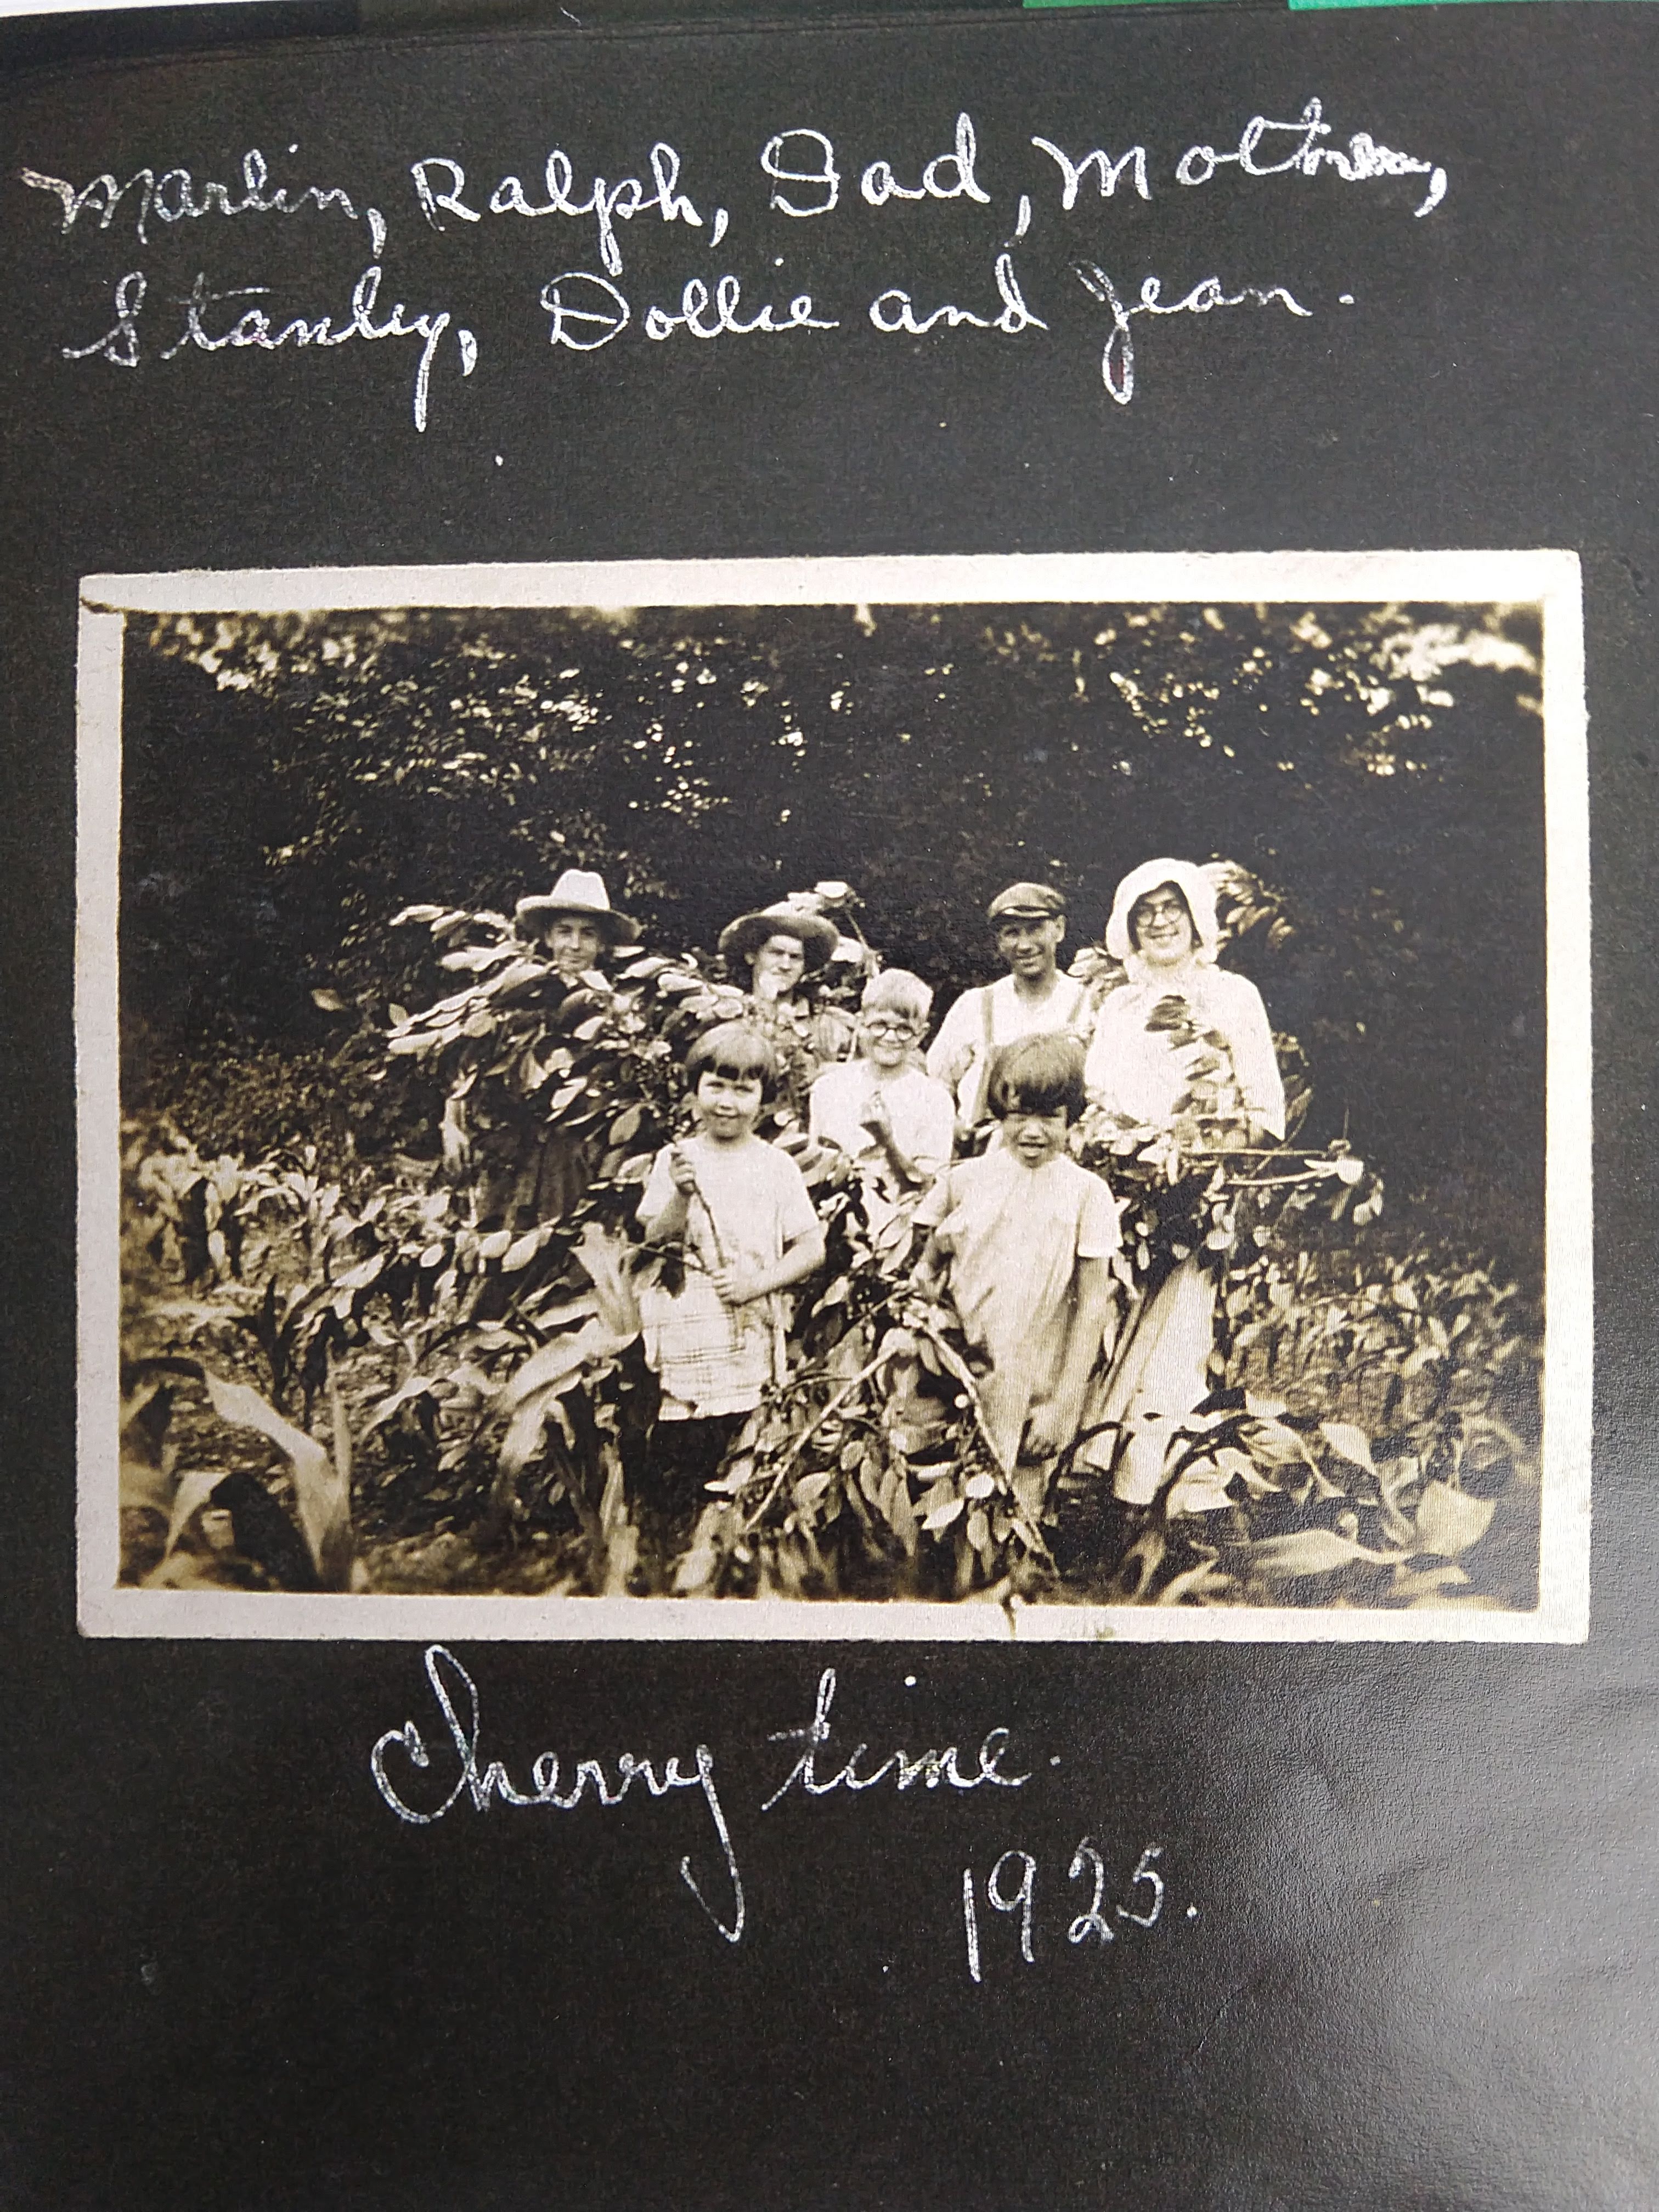 Marlin, Ralph, Dad, Mother,
Stanley, Dollie and Jean.
Cherry time.
1925.